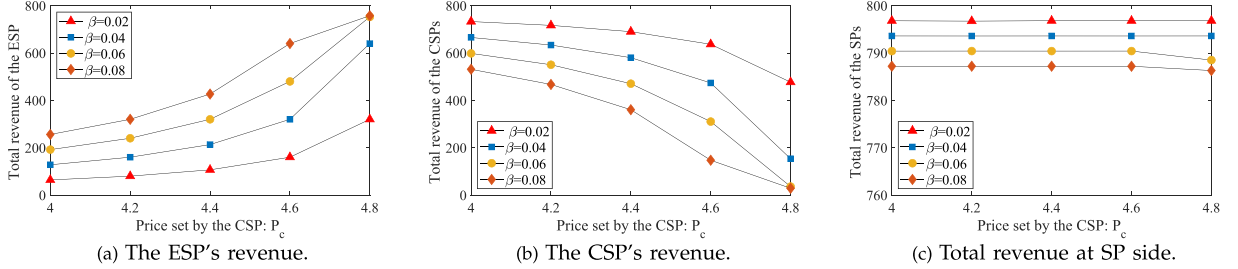 Total revenue of the ESP
800
600
400
200
0
β=0.02
β=0.04
β=0.06
β=0.08
4 4.2 4.4 4.6 4.8
Price set by the CSP: P_c
(a) The ESP's revenue.
Total revenue of the CSPs
800
600
400
200
0
β=0.02
β=0.04
β=0.06
β=0.08
4 4.2 4.4 4.6 4.8
Price set by the CSP: P_c
(b) The CSP's revenue.
Total revenue of the SPs
800
790
780
770
760
β=0.02
β=0.04
β=0.06
β=0.08
4 4.2 4.4 4.6 4.8
Price set by the CSP: P_c
(c) Total revenue at SP side.